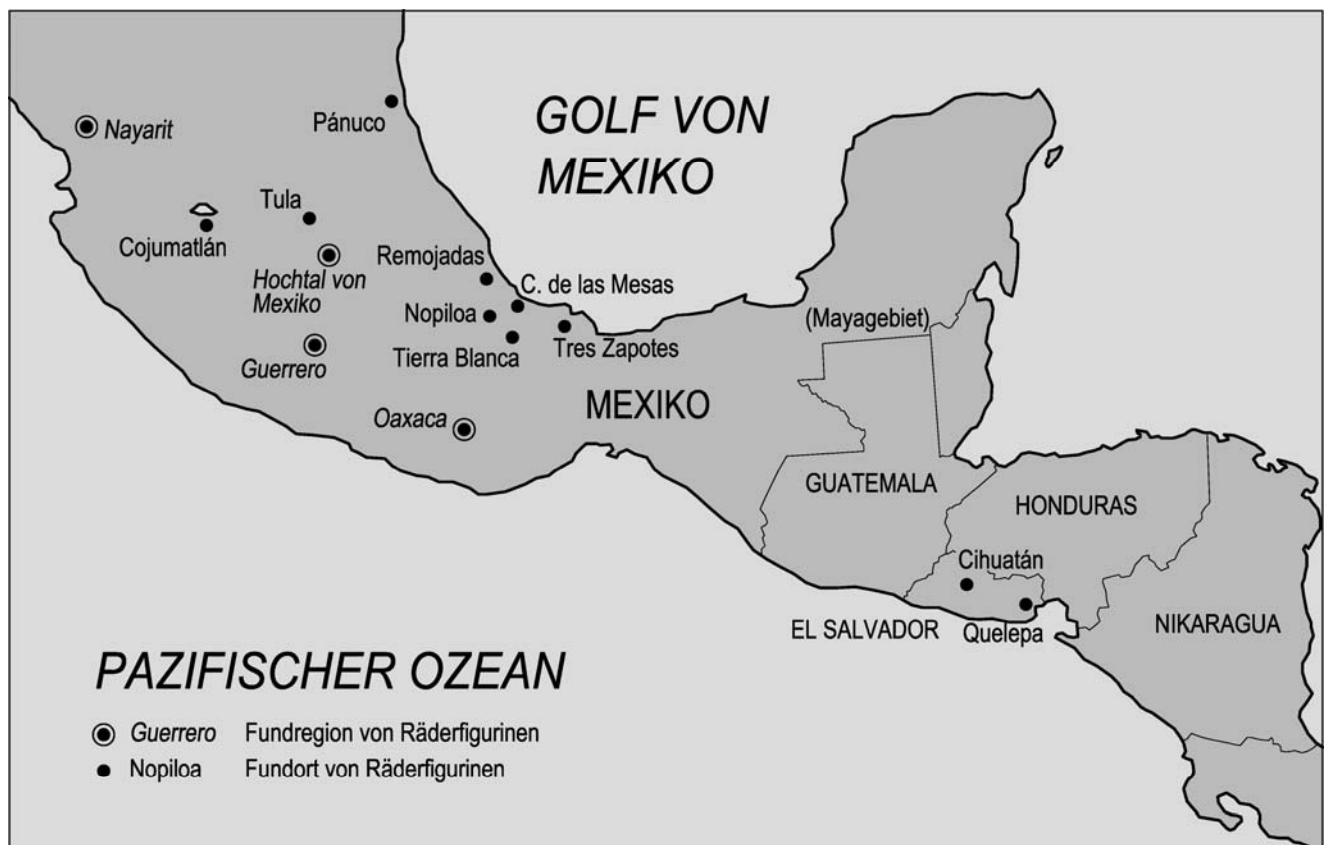 GOLF VON
MEXIKO
Pánuco
Nayarit
Tula
Cojumatlán
Hochtal von
Mexiko
Remojadas
C. de las Mesas
Nopiloa
Tierra Blanca
Tres Zapotes
(Mayagebiet)
Guerrero
MEXIKO
Oaxaca
GUATEMALA
HONDURAS
Cihuatán
EL SALVADOR
Quelepa
NIKARAGUA
PAZIFISCHER OZEAN
Guerrero Fundregion von Räderfigurinen
Nopiloa Fundort von Räderfigurinen